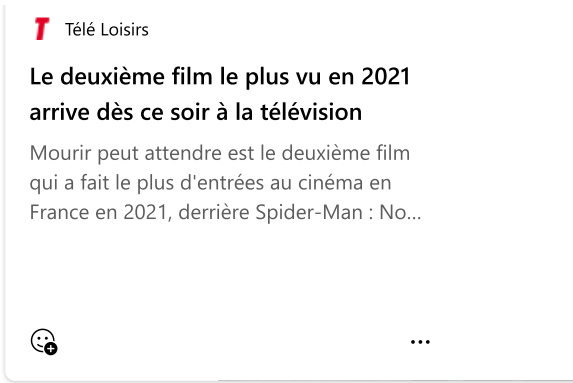 Télé Loisirs
Le deuxième film le plus vu en 2021
arrive dès ce soir à la télévision
Mourir peut attendre est le deuxième film
qui a fait le plus d'entrées au cinéma en
France en 2021, derrière Spider-Man : No...